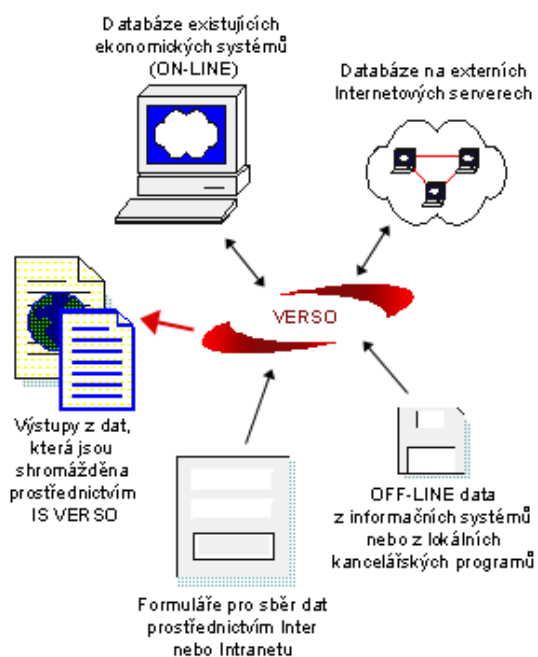 Databáze existujících
ekonomických systémů
(ON-LINE)
Databáze na externích
Internetových serverech
VERSO
Výstupy z dat,
která jsou
shromážděna
prostřednictvím
IS VERSO
OFF-LINE data
z informačních systémů
nebo z lokálních
kancelářských programů
Formuláře pro sběr dat
prostřednictvím Inter
nebo Intranetu